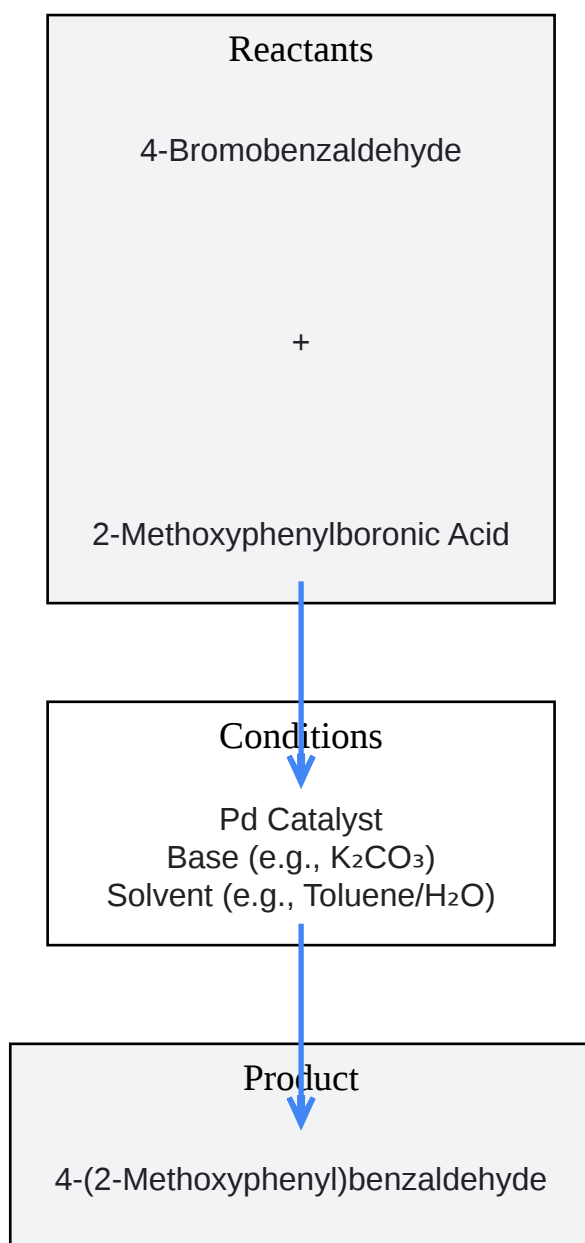 Reactants
4-Bromobenzaldehyde
+
2-Methoxyphenylboronic Acid
Conditions
Pd Catalyst
Base (e.g., K₂CO₃)
Solvent (e.g., Toluene/H₂O)
Product
4-(2-Methoxyphenyl)benzaldehyde